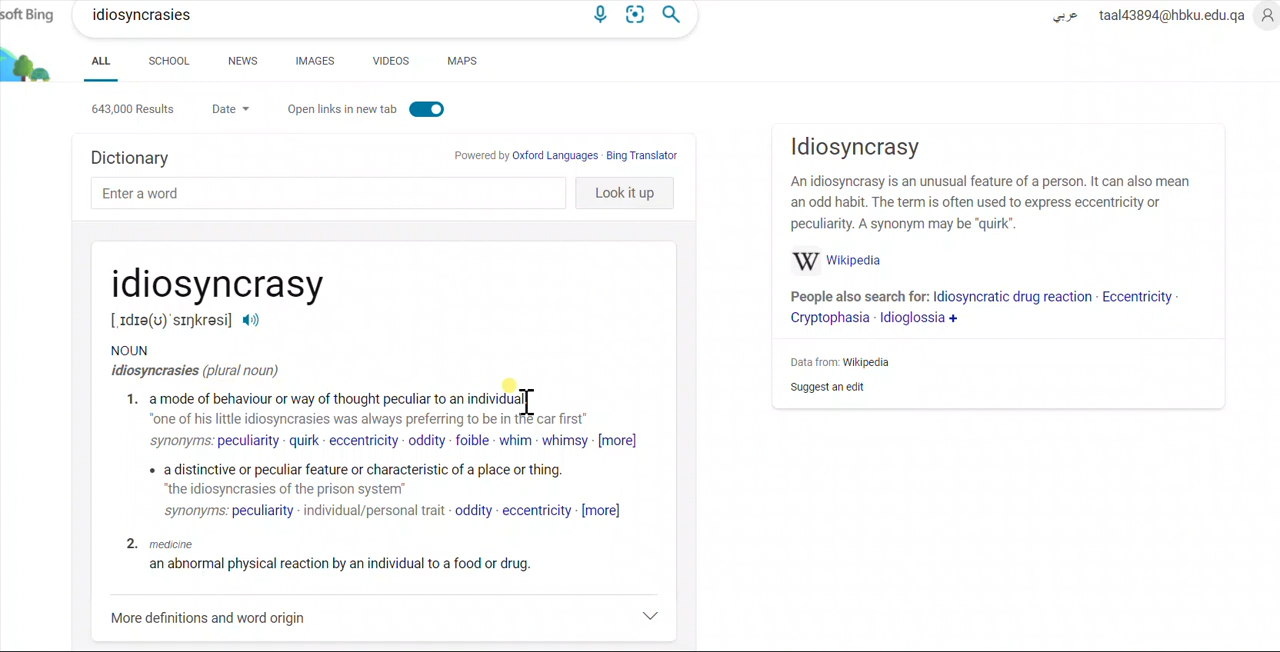 soft Bing
idiosyncrasies
عربي
taal43894@hbku.edu.qa
ALL SCHOOL NEWS IMAGES VIDEOS MAPS
643,000 Results Date Open links in new tab
Dictionary
Powered by Oxford Languages · Bing Translator
Enter a word
Look it up
idiosyncrasy
[ˌɪdɪə(ʊ)ˈsɪŋkrəsi]
NOUN
idiosyncrasies (plural noun)
1. a mode of behaviour or way of thought peculiar to an individual.
"one of his little idiosyncrasies was always preferring to be in the car first"
synonyms: peculiarity · quirk · eccentricity · oddity · foible · whim · whimsy · [more]
• a distinctive or peculiar feature or characteristic of a place or thing.
"the idiosyncrasies of the prison system"
synonyms: peculiarity · individual/personal trait · oddity · eccentricity · [more]
2. medicine
an abnormal physical reaction by an individual to a food or drug.
More definitions and word origin
Idiosyncrasy
An idiosyncrasy is an unusual feature of a person. It can also mean
an odd habit. The term is often used to express eccentricity or
peculiarity. A synonym may be "quirk".
W Wikipedia
People also search for: Idiosyncratic drug reaction · Eccentricity ·
Cryptophasia · Idioglossia +
Data from: Wikipedia
Suggest an edit